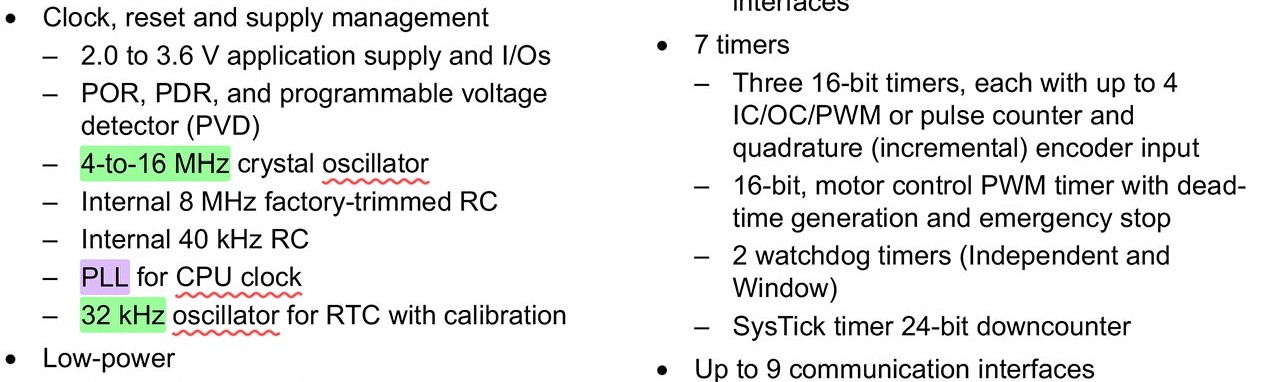 • Clock, reset and supply management
– 2.0 to 3.6 V application supply and I/Os
– POR, PDR, and programmable voltage
detector (PVD)
– 4-to-16 MHz crystal oscillator
– Internal 8 MHz factory-trimmed RC
– Internal 40 kHz RC
– PLL for CPU clock
– 32 kHz oscillator for RTC with calibration
• Low-power
interfaces
• 7 timers
– Three 16-bit timers, each with up to 4
IC/OC/PWM or pulse counter and
quadrature (incremental) encoder input
– 16-bit, motor control PWM timer with dead-
time generation and emergency stop
– 2 watchdog timers (Independent and
Window)
– SysTick timer 24-bit downcounter
• Up to 9 communication interfaces